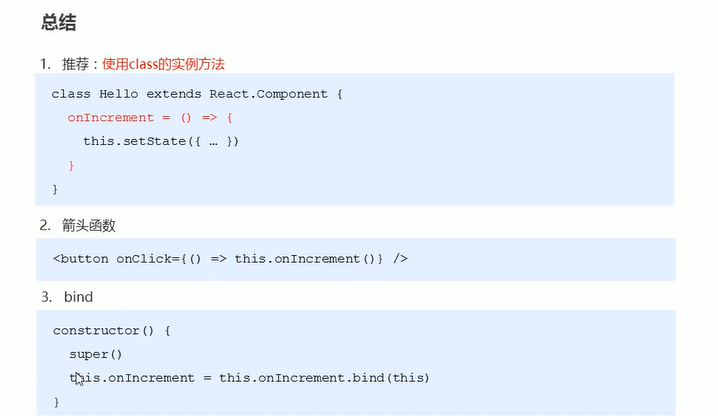 总结
1. 推荐：使用class的实例方法
class Hello extends React.Component {
onIncrement = () => {
this.setState({ … })
}
}
2. 箭头函数
<button onClick={() => this.onIncrement()} />
3. bind
constructor() {
super()
this.onIncrement = this.onIncrement.bind(this)
}